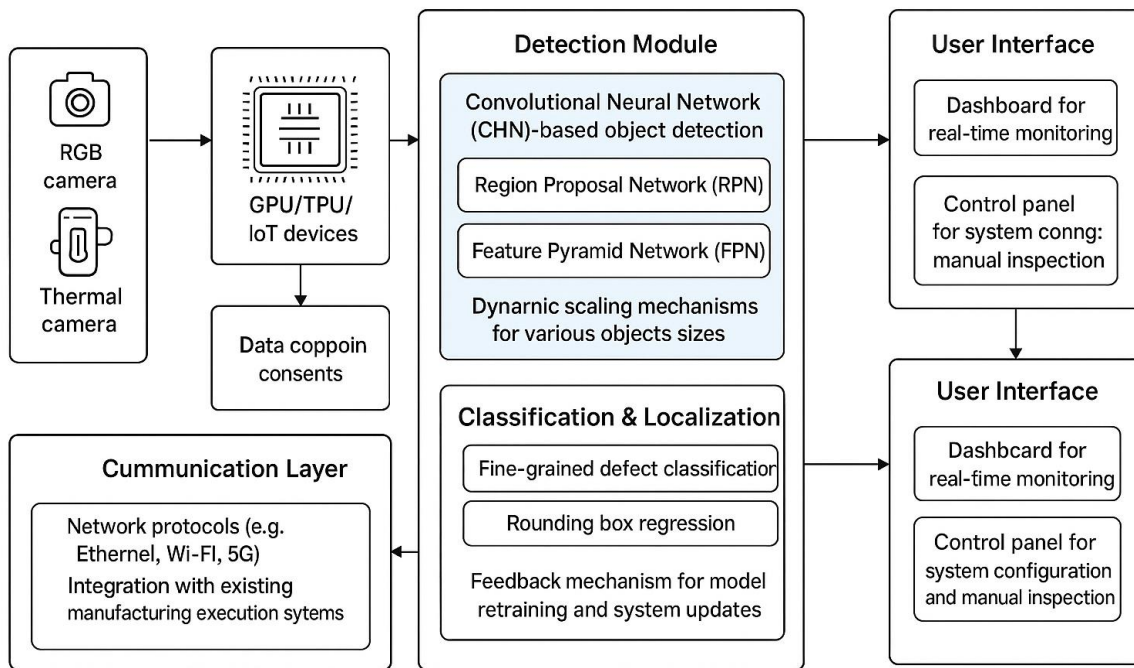 RGB
camera
Thermal
camera
GPU/TPU/
IoT devices
Data coppoin
consents
Detection Module
Convolutional Neural Network
(CHN)-based object detection
Region Proposal Network (RPN)
Feature Pyramid Network (FPN)
Dynarnic scaling mechanisms
for various objects sizes
Classification & Localization
Fine-grained defect classification
Rounding box regression
Feedback mechanism for model
retraining and system updates
User Interface
Dashboard for
real-time monitoring
Control panel
for system conng:
manual inspection
User Interface
Dashbcard for
real-time monitoring
Control panel for
system configuration
and manual inspection
Cummunication Layer
Network protocols (e.g.
Ethernel, Wi-FI, 5G)
Integration with existing
manufacturing execution sytems